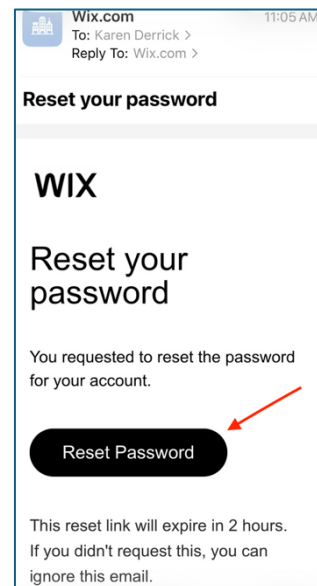 Wix.com 11:05 AM
To: Karen Derrick >
Reply To: Wix.com >
Reset your password
WIX
Reset your
password
You requested to reset the password
for your account.
Reset Password
This reset link will expire in 2 hours.
If you didn't request this, you can
ignore this email.